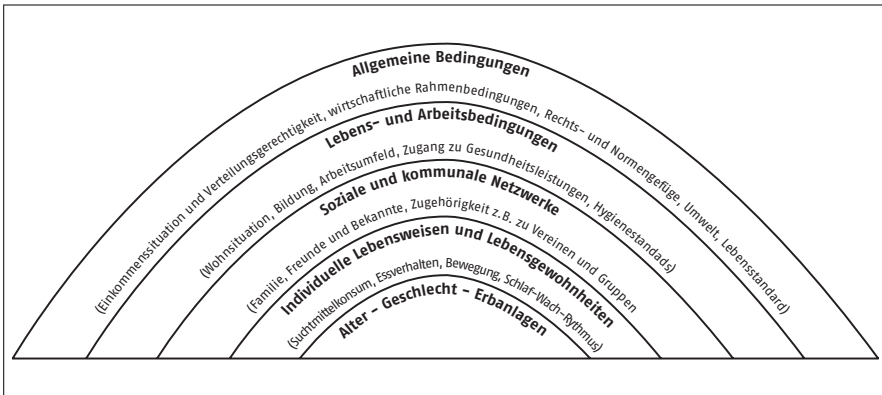 Allgemeine Bedingungen
(Einkommenssituation und Verteilungsgerechtigkeit, wirtschaftliche Rahmenbedingungen, Rechts- und Normengefüge, Umwelt, Lebensstandard)
Lebens- und Arbeitsbedingungen
(Wohnsituation, Bildung, Arbeitsumfeld, Zugang zu Gesundheitsleistungen, Hygienestandads)
Soziale und kommunale Netzwerke
(Familie, Freunde und Bekannte, Zugehörigkeit z.B. zu Vereinen und Gruppen
Individuelle Lebensweisen und Lebensgewohnheiten
(Suchtmittelkonsum, Essverhalten, Bewegung, Schlaf-Wach-Rythmus)
Alter - Geschlecht - Erbanlagen